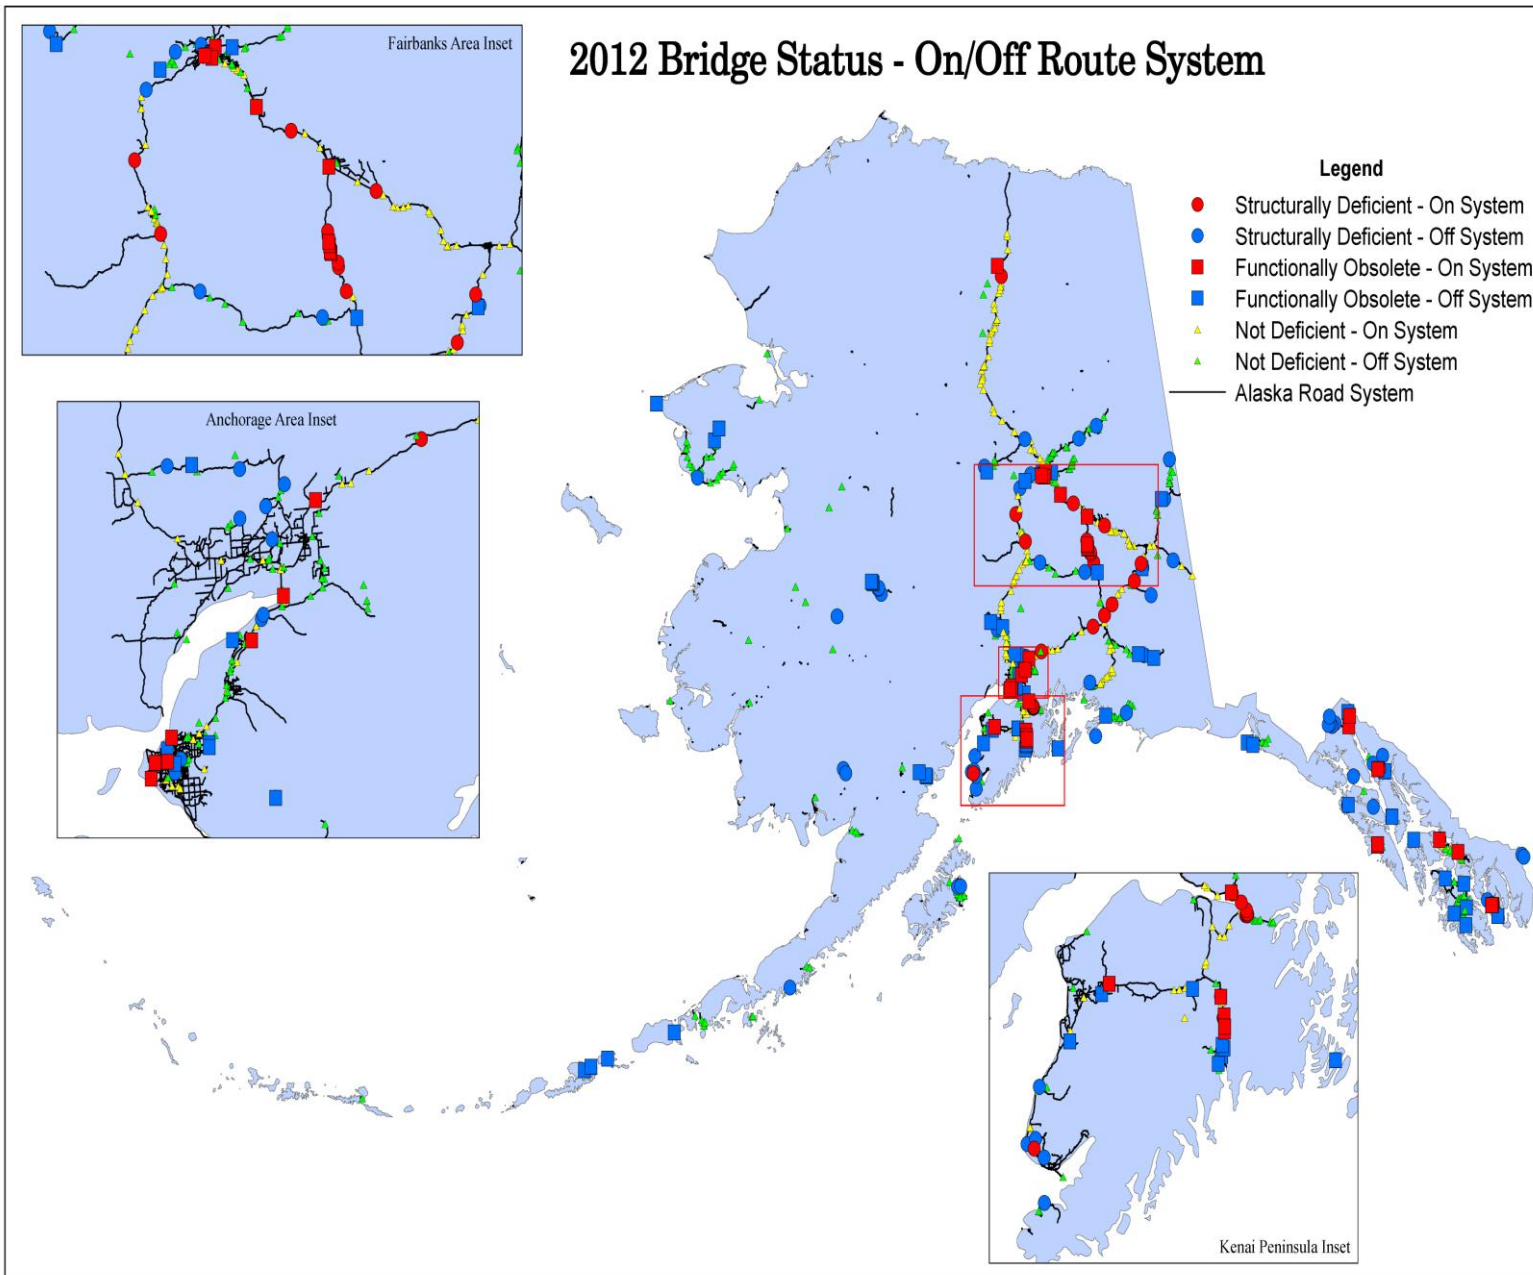 Fairbanks Area Inset
2012 Bridge Status - On/Off Route System
Legend
Structurally Deficient - On System
Structurally Deficient - Off System
Functionally Obsolete - On System
Functionally Obsolete - Off System
Not Deficient - On System
Not Deficient - Off System
Alaska Road System
Anchorage Area Inset
Kenai Peninsula Inset